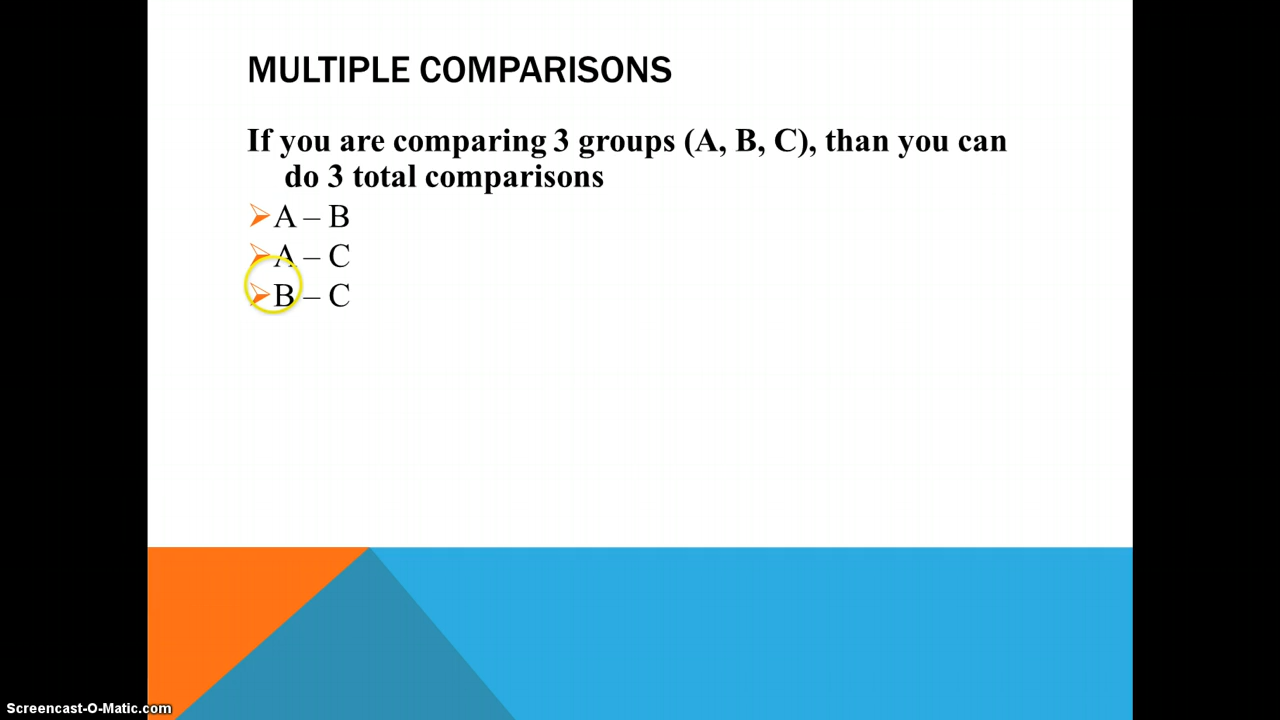 MULTIPLE COMPARISONS
If you are comparing 3 groups (A, B, C), than you can
do 3 total comparisons
A – B
A – C
B – C
Screencast-O-Matic.com